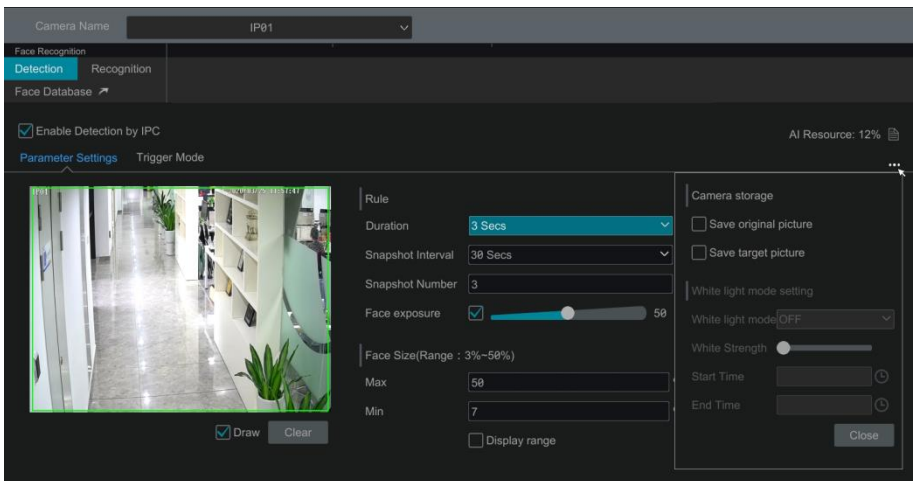 Camera Name IP01
Face Recognition
Detection Recognition
Face Database
Enable Detection by IPC
AI Resource: 12%
Parameter Settings Trigger Mode
...
IP01
Rule
Duration 3 Secs
Snapshot Interval 30 Secs
Snapshot Number 3
Face exposure 50
Face Size(Range : 3%~50%)
Max 50
Min 7
Display range
Draw Clear
Camera storage
Save original picture
Save target picture
White light mode setting
White light mode OFF
White Strength
Start Time
End Time
Close